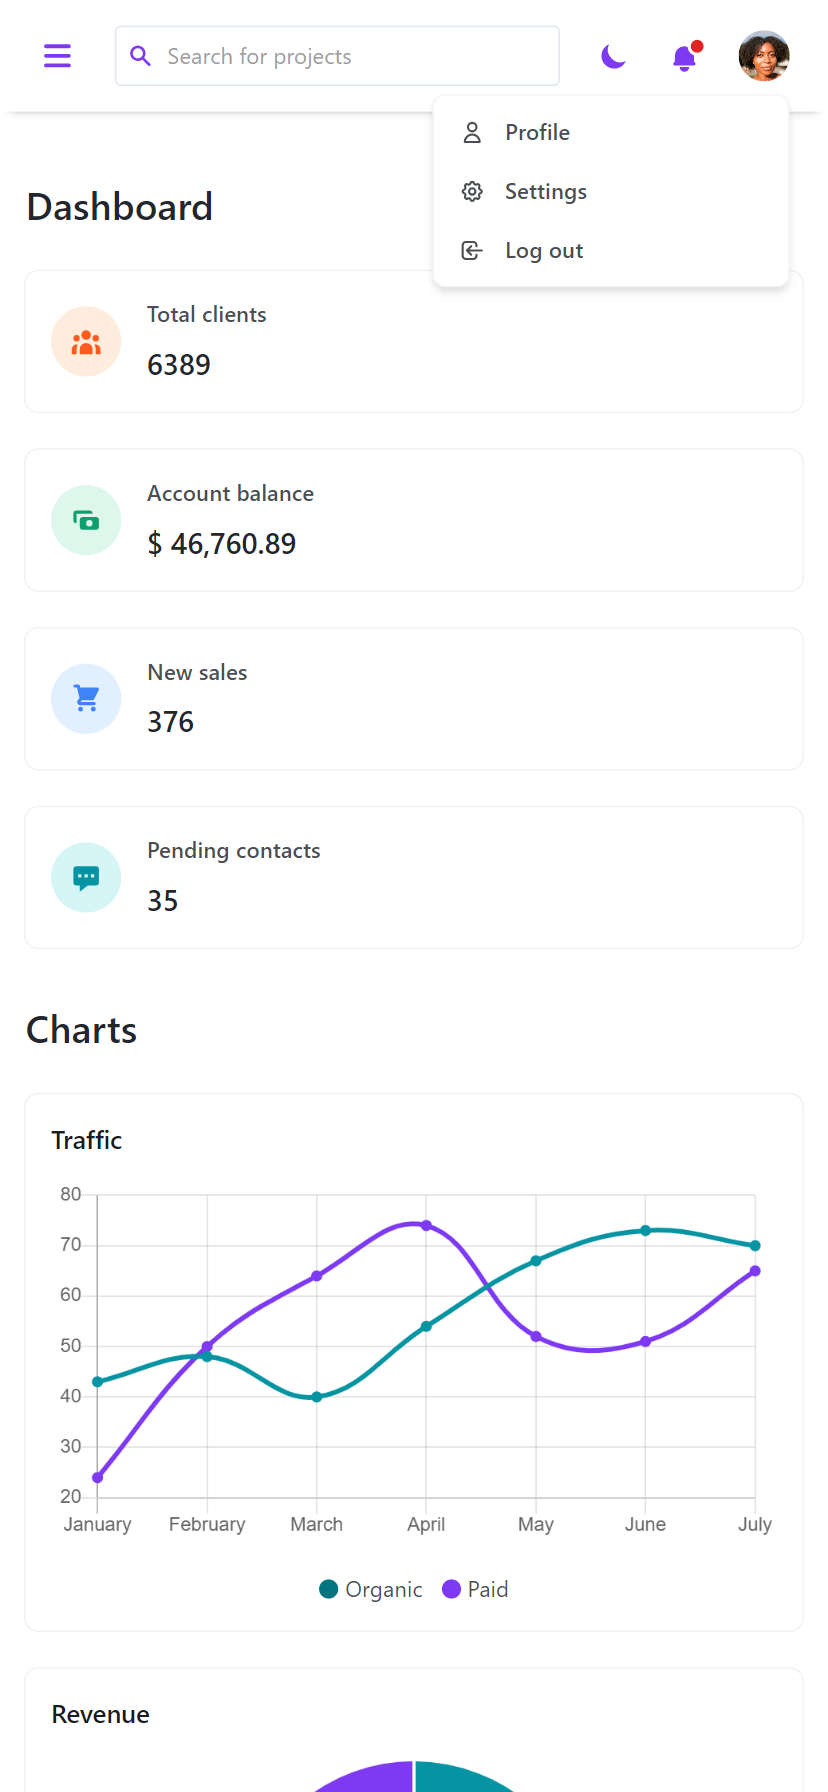 Search for projects
Profile
Settings
Log out
Dashboard
Total clients
6389
Account balance
$ 46,760.89
New sales
376
Pending contacts
35
Charts
Traffic
80
70
60
50
40
30
20
January February March April May June July
Organic Paid
Revenue